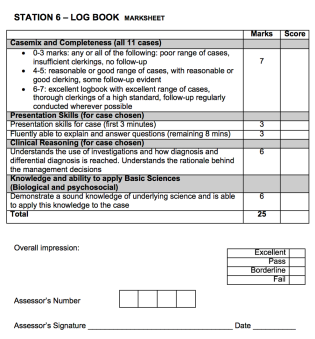 STATION 6 – LOG BOOK MARKSHEET
Marks Score
Casemix and Completeness (all 11 cases)
• 0-3 marks: any or all of the following: poor range of cases,
insufficient clerkings, no follow-up
7
• 4-5: reasonable or good range of cases, with reasonable or
good clerking, some follow-up evident
• 6-7: excellent logbook with excellent range of cases,
thorough clerkings of a high standard, follow-up regularly
conducted wherever possible
Presentation Skills (for case chosen)
Presentation skills for case (first 3 minutes) 3
Fluently able to explain and answer questions (remaining 8 mins) 3
Clinical Reasoning (for case chosen)
Understands the use of investigations and how diagnosis and 6
differential diagnosis is reached. Understands the rationale behind
the management decisions
Knowledge and ability to apply Basic Sciences
(Biological and psychosocial)
Demonstrate a sound knowledge of underlying science and is able 6
to apply this knowledge to the case
Total 25
Overall impression:
Excellent
Pass
Borderline
Fail
Assessor's Number
Assessor's Signature Date